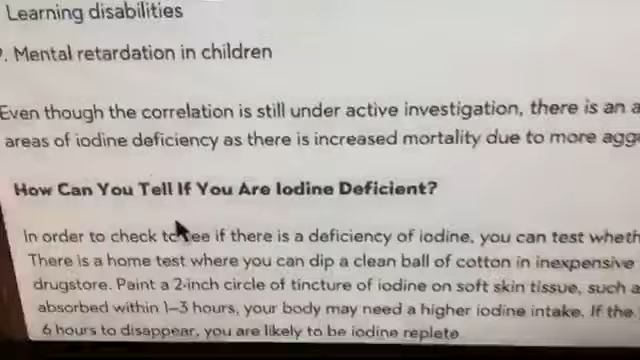 Learning disabilities
9. Mental retardation in children
Even though the correlation is still under active investigation, there is an
areas of iodine deficiency as there is increased mortality due to more
How Can You Tell If You Are Iodine Deficient?
In order to check to see if there is a deficiency of iodine, you can test
There is a home test where you can dip a clean ball of cotton in inexpensive
drugstore. Paint a 2-inch circle of tincture of iodine on soft skin tissue, such
absorbed within 1–3 hours, your body may need a higher iodine intake. If the
6 hours to disappear, you are likely to be iodine replete